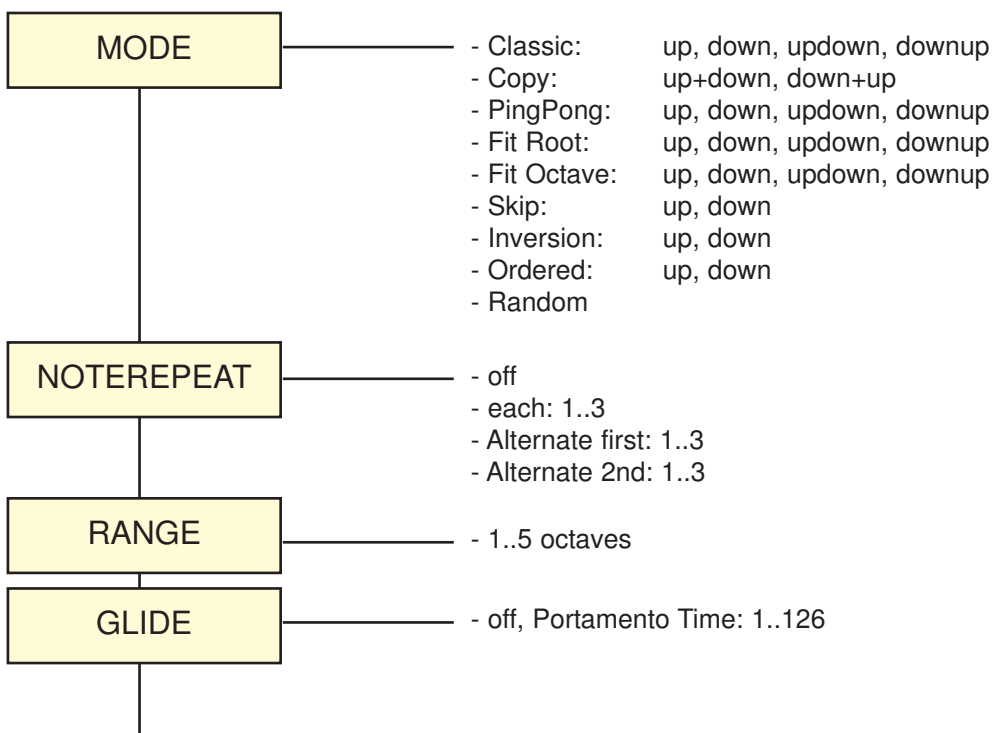 MODE - Classic: up, down, updown, downup
- Copy: up+down, down+up
- PingPong: up, down, updown, downup
- Fit Root: up, down, updown, downup
- Fit Octave: up, down, updown, downup
- Skip: up, down
- Inversion: up, down
- Ordered: up, down
- Random
NOTEREPEAT - off
- each: 1..3
- Alternate first: 1..3
- Alternate 2nd: 1..3
RANGE - 1..5 octaves
GLIDE - off, Portamento Time: 1..126